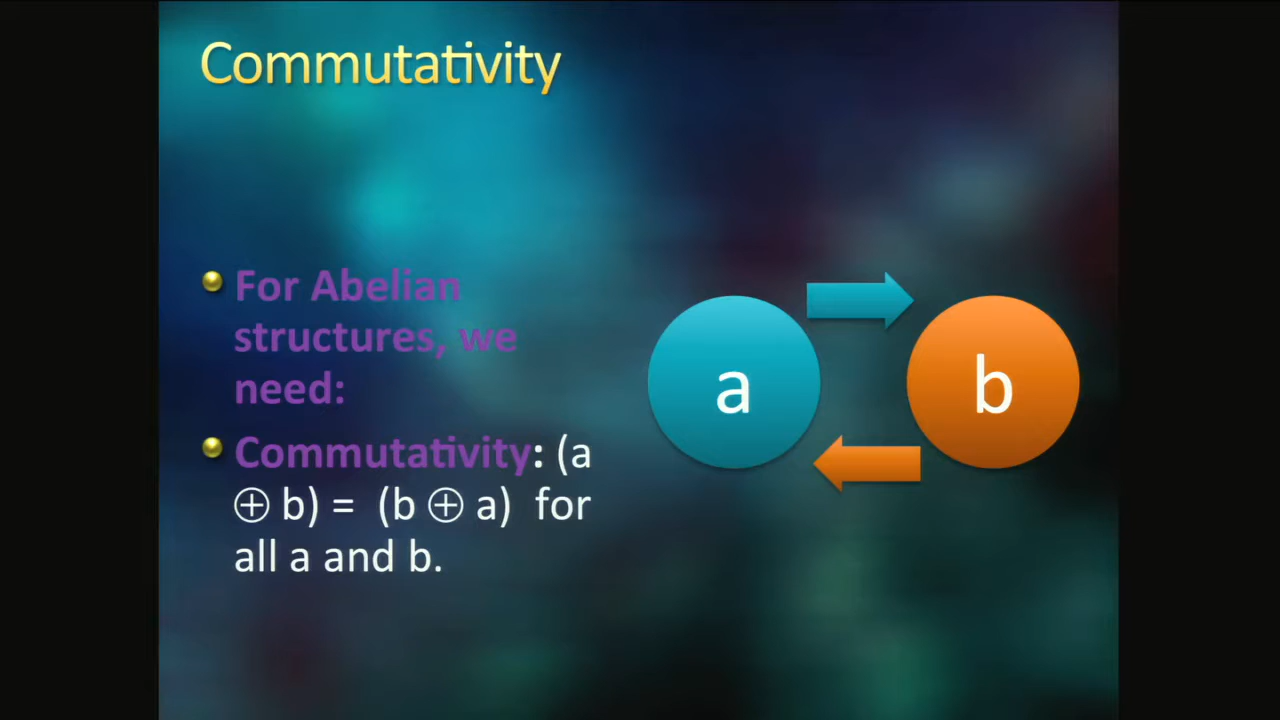 Commutativity
For Abelian
structures, we
need:
Commutativity: (a
⊕ b) = (b ⊕ a) for
all a and b.
a
b